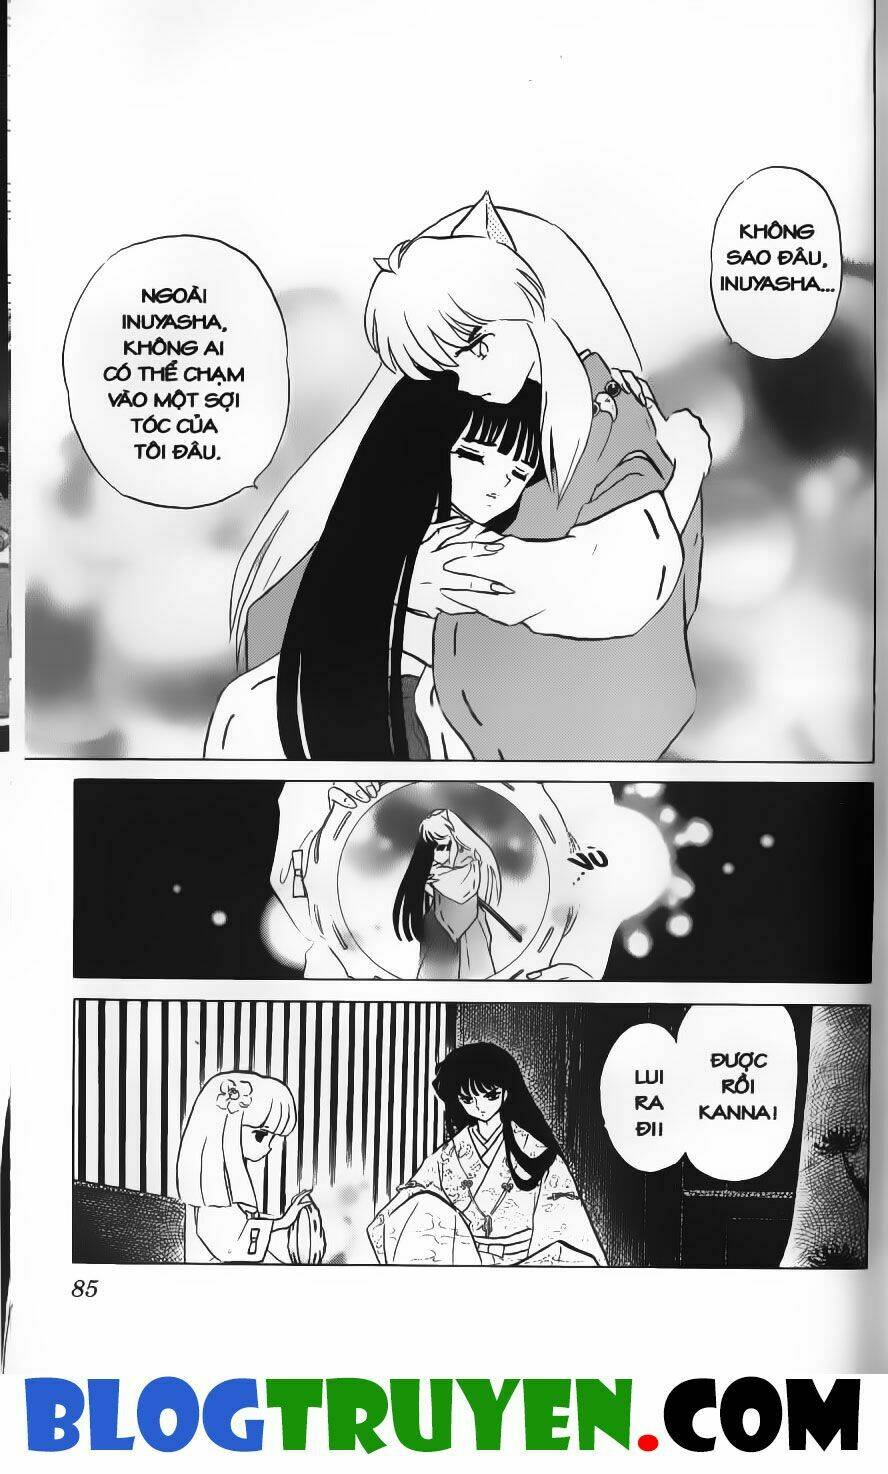 KHÔNG
SAO ĐÂU,
INUYASHA...
NGOÀI
INUYASHA,
KHÔNG AI
CÓ THỂ CHẠM
VÀO MỘT SỢI
TÓC CỦA
TÔI ĐÂU.
VÙ
ĐƯỢC
RỒI
KANNA!
LUI
RA
ĐI!
85
BLOGTRUYEN.COM